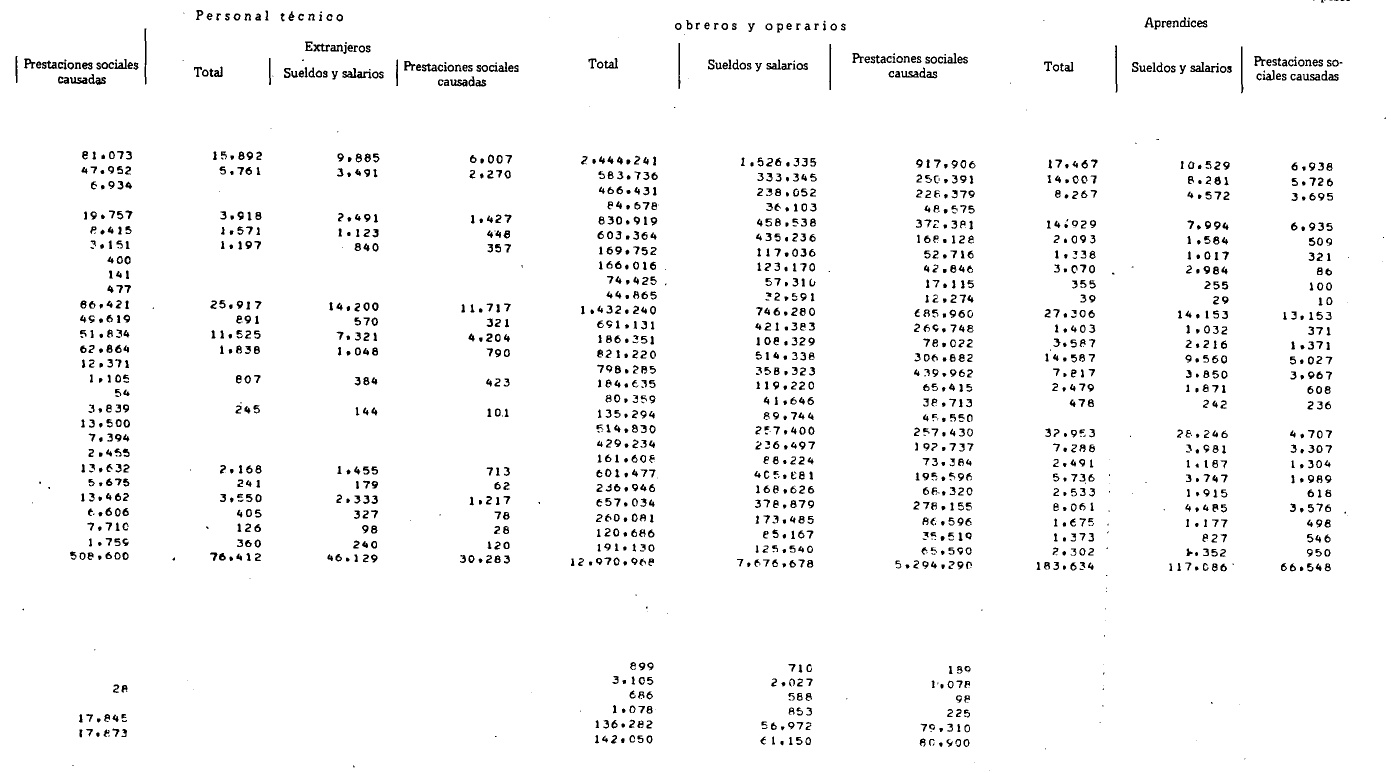 Personal técnico obreros y operarios Aprendices
Extranjeros
Prestaciones sociales causadas Total Sueldos y salarios Prestaciones sociales causadas Total Sueldos y salarios Prestaciones sociales causadas Total Sueldos y salarios Prestaciones so-ciales causadas
81.073 15.892 9.885 6.007 2.444.241 1.526.335 917.906 17.467 10.529 6.938
47.952 5.761 3.491 2.270 583.736 333.345 250.391 14.007 8.281 5.726
6.934 466.431 238.052 228.379 8.267 4.572 3.695
84.678 36.103 48.575
19.757 3.918 2.491 1.427 830.919 458.538 372.381 14.929 7.994 6.935
8.415 1.571 1.123 448 603.364 435.236 168.128 2.093 1.584 509
3.151 1.197 840 357 169.752 117.036 52.716 1.338 1.017 321
400 166.016 123.170 42.846 3.070 2.984 86
141 74.425 57.310 17.115 355 255 100
477 44.865 32.591 12.274 39 29 10
86.421 25.917 14.200 11.717 1.432.240 746.280 685.960 27.306 14.153 13.153
49.619 891 570 321 691.131 421.383 269.748 1.403 1.032 371
51.834 11.525 7.321 4.204 186.351 108.329 78.022 3.587 2.216 1.371
62.864 1.838 1.048 790 821.220 514.338 306.882 14.587 9.560 5.027
12.371 798.285 358.323 439.962 7.817 3.850 3.967
1.105 807 384 423 184.635 119.220 65.415 2.479 1.871 608
54 80.359 41.646 38.713 478 242 236
3.839 245 144 101 135.294 89.744 45.550
13.500 514.830 257.400 257.430 32.953 28.246 4.707
7.394 429.234 236.497 192.737 7.288 3.981 3.307
2.455 161.608 88.224 73.384 2.491 1.187 1.304
13.632 2.168 1.455 713 601.477 405.881 195.596 5.736 3.747 1.989
5.675 241 179 62 236.946 168.626 68.320 2.533 1.915 618
13.462 3.550 2.333 1.217 657.034 378.879 278.155 8.061 4.485 3.576
6.606 405 327 78 260.081 173.485 86.596 1.675 1.177 498
7.710 126 98 28 120.686 85.167 35.519 1.373 827 546
1.759 360 240 120 191.130 125.540 65.590 2.302 1.352 950
508.600 76.412 46.129 30.283 12.970.968 7.676.678 5.294.290 183.634 117.086 66.548
899 710 189
3.105 2.027 1.078
28 686 588 98
1.078 853 225
17.845 136.282 56.972 79.310
17.873 142.050 61.150 80.900